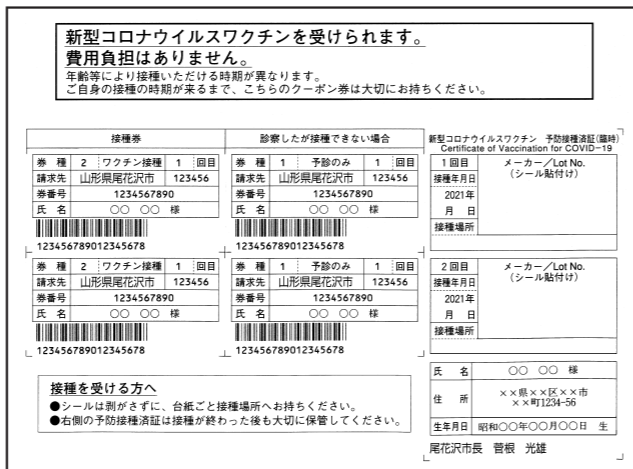 新型コロナウイルスワクチンを受けられます。
費用負担はありません。
年齢等により接種いただける時期が異なります。
ご自身の接種の時期が来るまで、こちらのクーポン券は大切にお持ちください。
接種券
診察したが接種できない場合
券 種 2 ワクチン接種 1 回目
請求先 山形県尾花沢市 123456
券番号 1234567890
氏 名 ○○ ○○ 様
123456789012345678
券 種 1 予診のみ 1 回目
請求先 山形県尾花沢市 123456
券番号 1234567890
氏 名 ○○ ○○ 様
123456789012345678
券 種 2 ワクチン接種 1 回目
請求先 山形県尾花沢市 123456
券番号 1234567890
氏 名 ○○ ○○ 様
123456789012345678
券 種 1 予診のみ 1 回目
請求先 山形県尾花沢市 123456
券番号 1234567890
氏 名 ○○ ○○ 様
123456789012345678
新型コロナウイルスワクチン 予防接種済証(臨時)
Certificate of Vaccination for COVID-19
1回目 メーカー/Lot No.
接種年月日 (シール貼付け)
2021年
月 日
接種場所
2回目 メーカー/Lot No.
接種年月日 (シール貼付け)
2021年
月 日
接種場所
氏 名 ○○ ○○ 様
住 所 ××県××区××市
××町1234-56
生年月日 昭和○○年○○月○○日 生
尾花沢市長 菅根 光雄
接種を受ける方へ
●シールは剥がさずに、台紙ごと接種場所へお持ちください。
●右側の予防接種済証は接種が終わった後も大切に保管してください。